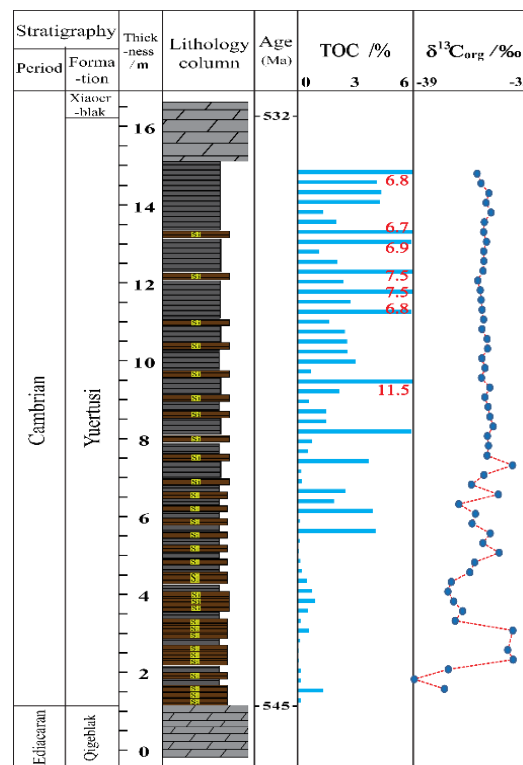 Stratigraphy
Period
Forma
-tion
Thick
-ness
/m
Lithology
column
Age
(Ma)
TOC /%
0 3 6
δ¹³Corg /‰
-39 -3
Xiaoer
-blak
16
532
6.8
14
6.7
6.9
7.5
12
7.5
6.8
Cambrian
Yuertusi
10
11.5
8
6
4
2
545
Ediacaran
Qigeblak
0